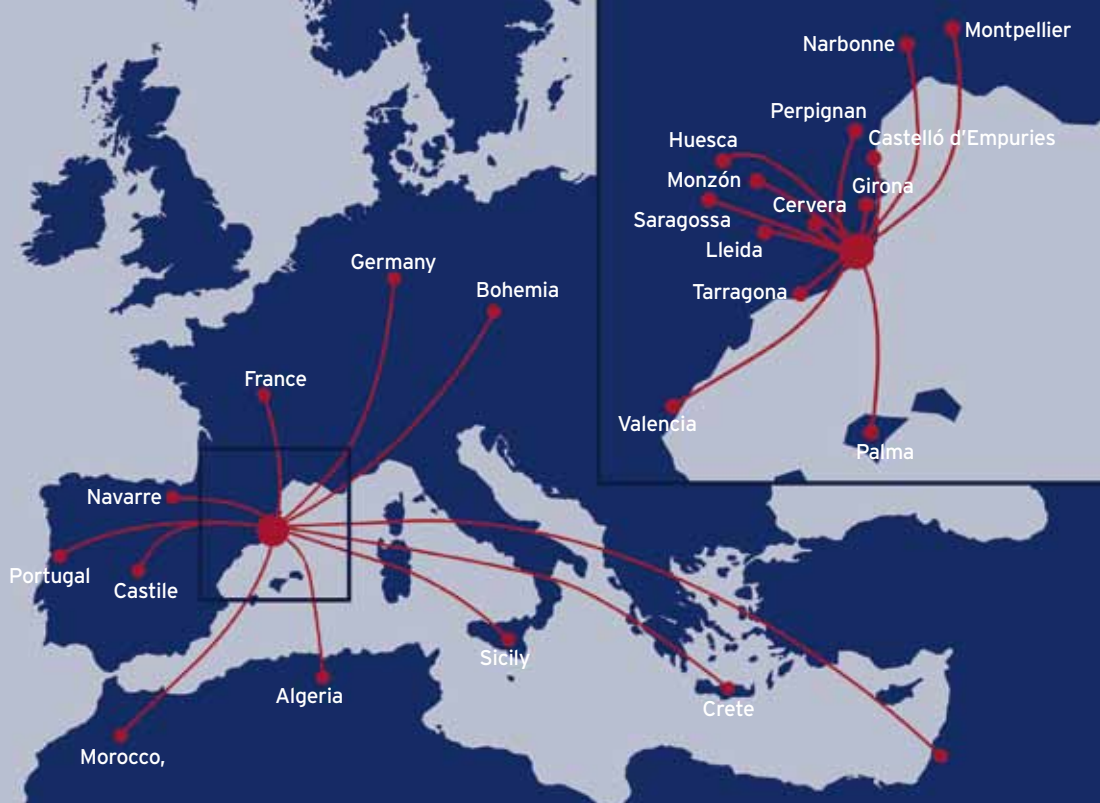 Montpellier
Narbonne
Perpignan
Castelló d'Empuries
Huesca
Monzón
Girona
Cervera
Saragossa
Lleida
Tarragona
Valencia
Palma
Germany
Bohemia
France
Navarre
Portugal
Castile
Sicily
Algeria
Crete
Morocco,